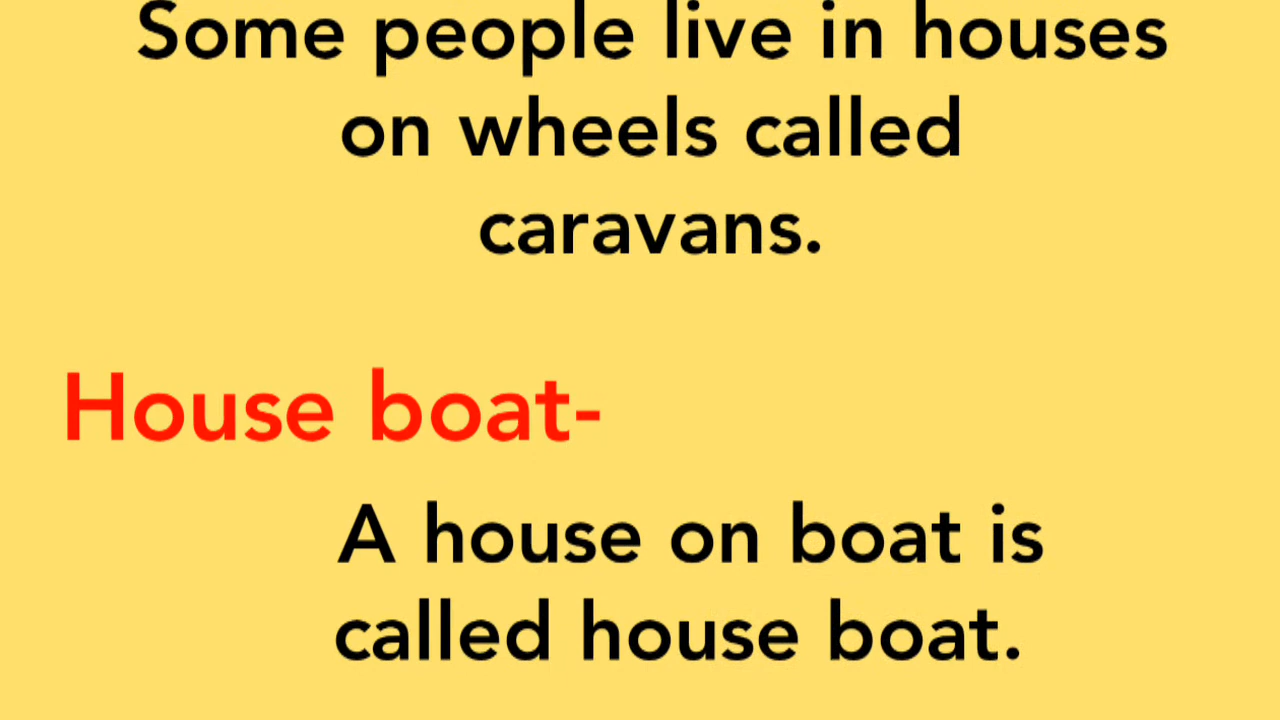 Some people live in houses
on wheels called
caravans.
House boat-
A house on boat is
called house boat.